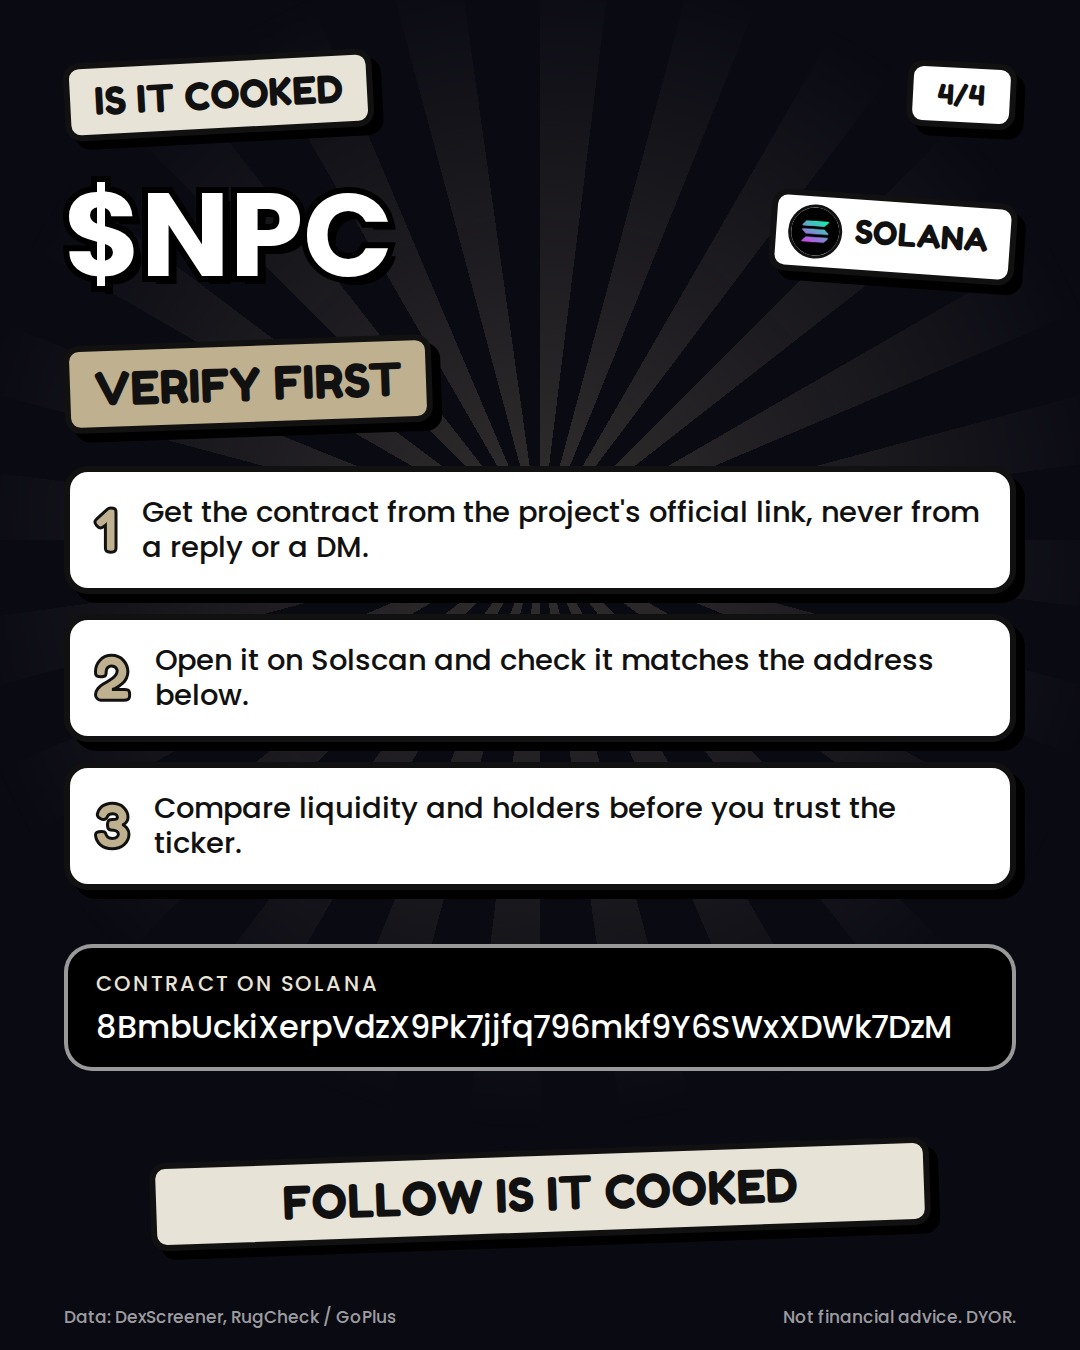 IS IT COOKED
4/4
$NPC
SOLANA
VERIFY FIRST
1
Get the contract from the project's official link, never from
a reply or a DM.
2
Open it on Solscan and check it matches the address
below.
3
Compare liquidity and holders before you trust the
ticker.
CONTRACT ON SOLANA
8BmbUckiXerpVdzX9Pk7jjfq796mkf9Y6SWxXDWk7DzM
FOLLOW IS IT COOKED
Data: DexScreener, RugCheck / GoPlus
Not financial advice. DYOR.